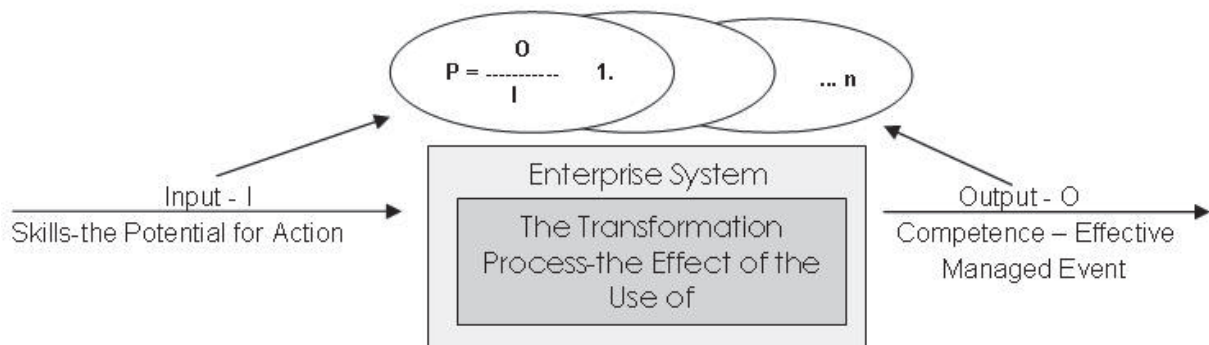 O
P = ----------- 1.
I
... n
Enterprise System
Input - I
Skills-the Potential for Action
The Transformation
Process-the Effect of the
Use of
Output - O
Competence – Effective
Managed Event